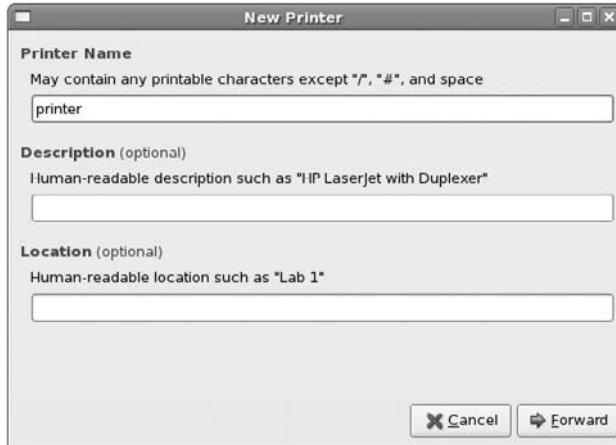 New Printer
Printer Name
May contain any printable characters except "/", "#", and space
printer
Description (optional)
Human-readable description such as "HP LaserJet with Duplexer"
Location (optional)
Human-readable location such as "Lab 1"
Cancel
Forward